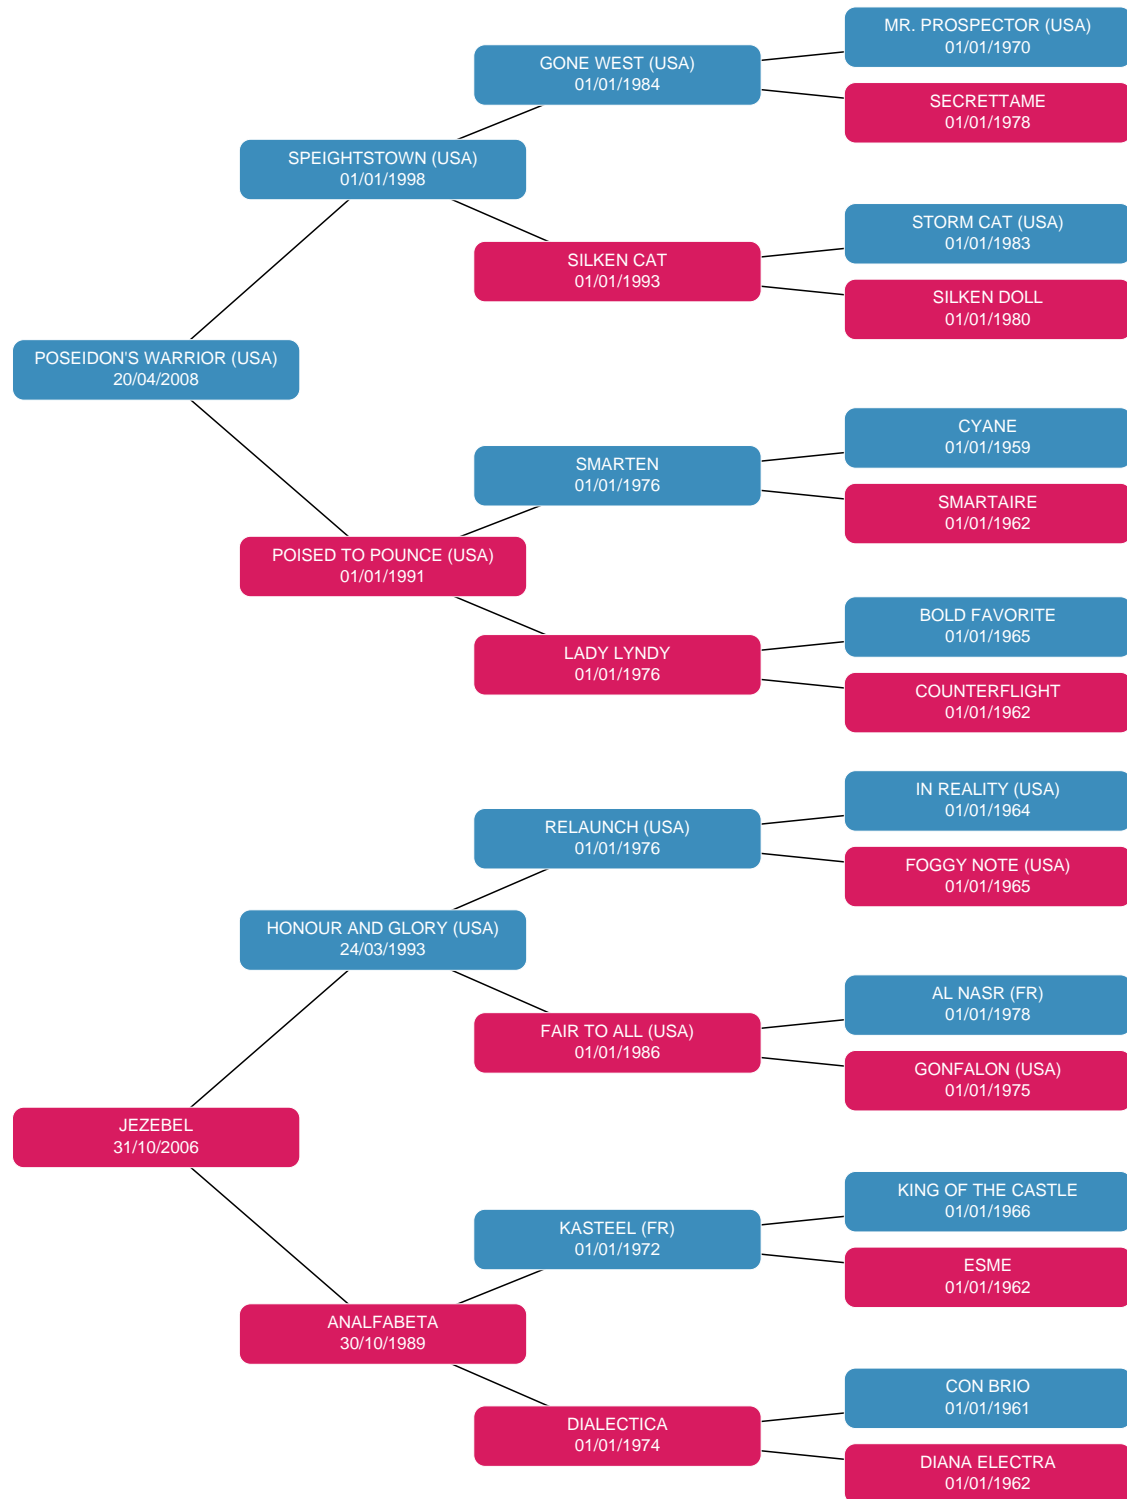 MR. PROSPECTOR (USA)
01/01/1970
GONE WEST (USA)
01/01/1984
SECRETTAME
01/01/1978
SPEIGHTSTOWN (USA)
01/01/1998
STORM CAT (USA)
01/01/1983
SILKEN CAT
01/01/1993
SILKEN DOLL
01/01/1980
POSEIDON'S WARRIOR (USA)
20/04/2008
CYANE
01/01/1959
SMARTEN
01/01/1976
SMARTAIRE
01/01/1962
POISED TO POUNCE (USA)
01/01/1991
BOLD FAVORITE
01/01/1965
LADY LYNDY
01/01/1976
COUNTERFLIGHT
01/01/1962
IN REALITY (USA)
01/01/1964
RELAUNCH (USA)
01/01/1976
FOGGY NOTE (USA)
01/01/1965
HONOUR AND GLORY (USA)
24/03/1993
AL NASR (FR)
01/01/1978
FAIR TO ALL (USA)
01/01/1986
GONFALON (USA)
01/01/1975
JEZEBEL
31/10/2006
KING OF THE CASTLE
01/01/1966
KASTEEL (FR)
01/01/1972
ESME
01/01/1962
ANALFABETA
30/10/1989
CON BRIO
01/01/1961
DIALECTICA
01/01/1974
DIANA ELECTRA
01/01/1962